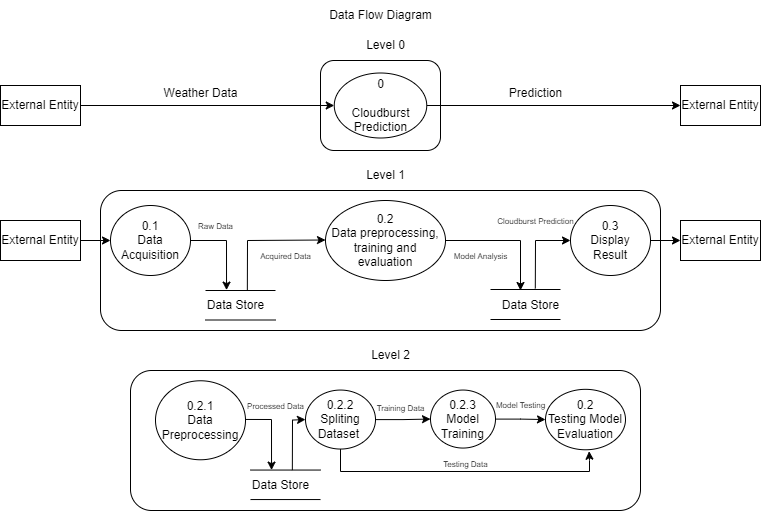 Data Flow Diagram
Level 0
External Entity
Weather Data
0
Cloudburst
Prediction
Prediction
External Entity
Level 1
External Entity
0.1
Data
Acquisition
Raw Data
Data Store
Acquired Data
0.2
Data preprocessing,
training and
evaluation
Model Analysis
Data Store
Cloudburst Prediction
0.3
Display
Result
External Entity
Level 2
0.2.1
Data
Preprocessing
Processed Data
Data Store
0.2.2
Spliting
Dataset
Training Data
0.2.3
Model
Training
Model Testing
0.2
Testing Model
Evaluation
Testing Data